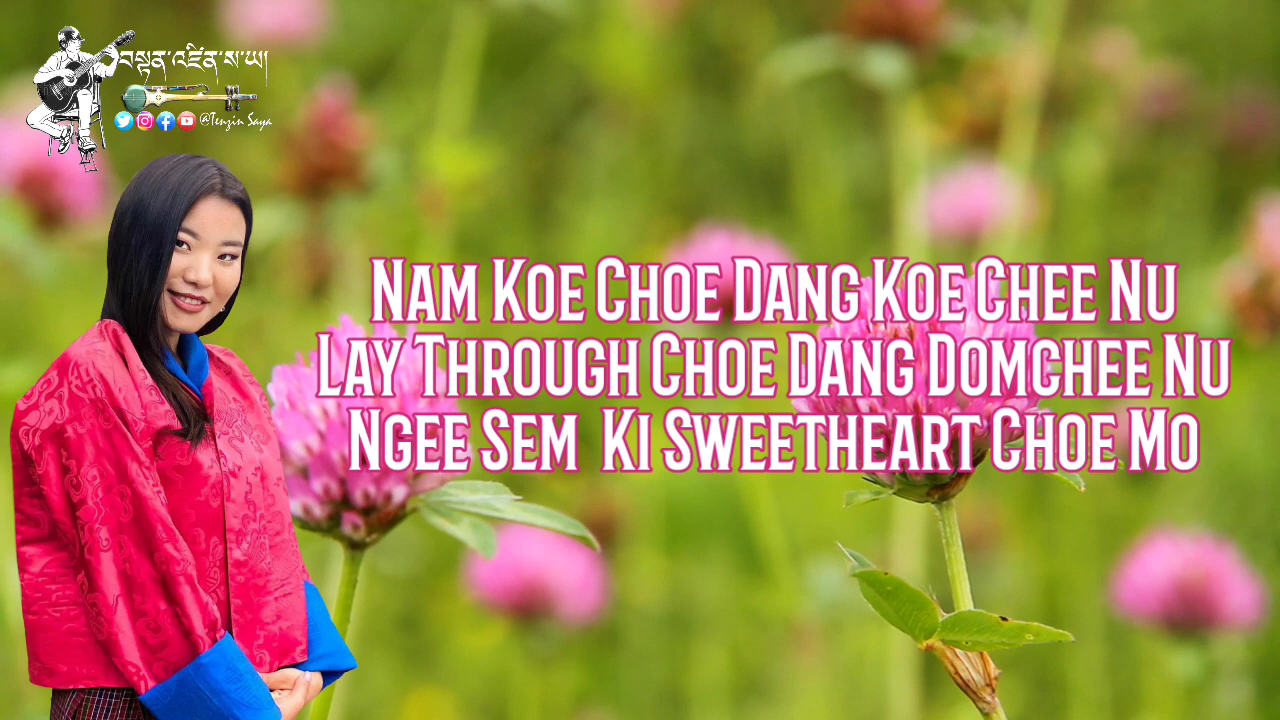 བསྟན་འཛིན་ས་ཡ།
@Tenzin Saya
Nam Koe Choe Dang Koe Chee Nu
Lay Through Choe Dang Domchee Nu
Ngee Sem Ki Sweetheart Choe Mo